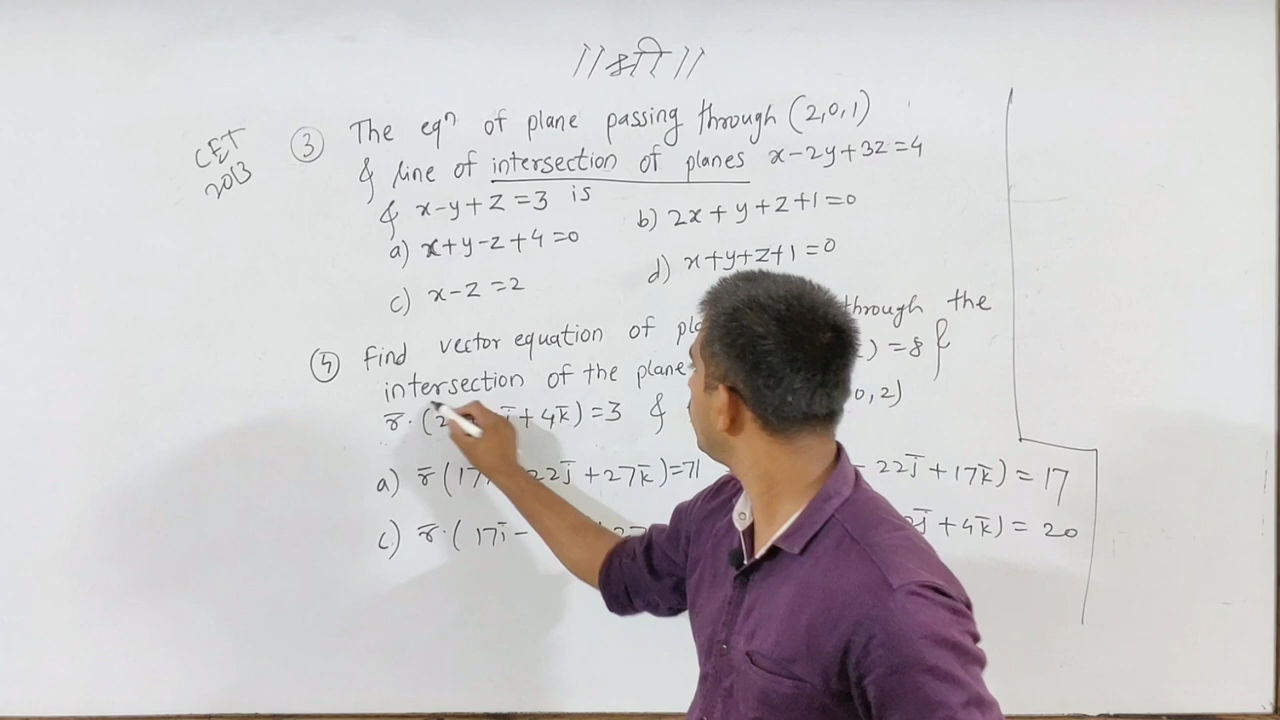 ||श्री||
CET
2013
③ The eqⁿ of plane passing through (2,0,1)
& line of intersection of planes x-2y+3z=4
& x-y+z=3 is
a) x+y-z+4=0 b) 2x+y+z+1=0
c) x-z=2 d) x+y+z+1=0
④ Find vector equation of through the
intersection of the plane ) =8 &
r̄·( +4k̄)=3 & 0,2)
a) r̄(17 22j̄+27k̄)=71 - 22j̄+17k̄) = 17
c) r̄·( 17ī- j̄+4k̄) = 20